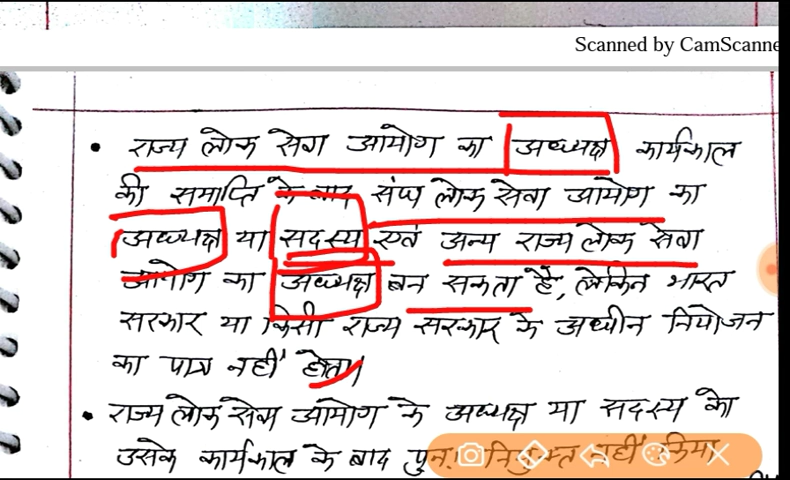 Scanned by CamScanne
• राज्य लोक सेवा आयोग का अध्यक्ष कार्यकाल
की समाप्ति के बाद संघ लोक सेवा आयोग का
अध्यक्ष या सदस्य एवं अन्य राज्य लोक सेवा
आयोग का अध्यक्ष बन सकता है, लेकिन भारत
सरकार या किसी राज्य सरकार के अधीन नियोजन
का पात्र नहीं होता।
• राज्य लोक सेवा आयोग के अध्यक्ष या सदस्य को
उसके कार्यकाल के बाद पुन: नियुक्त नहीं किया